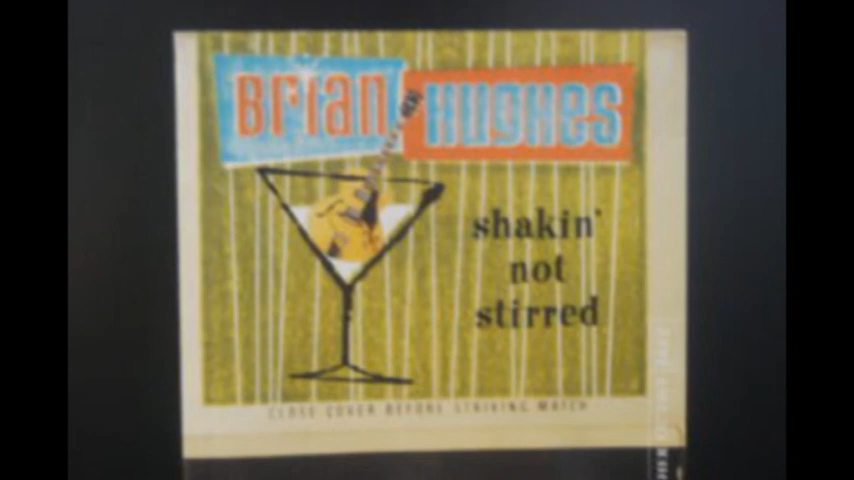 Brian Hughes
shakin'
not
stirred
CLOSE COVER BEFORE STRIKING MATCH